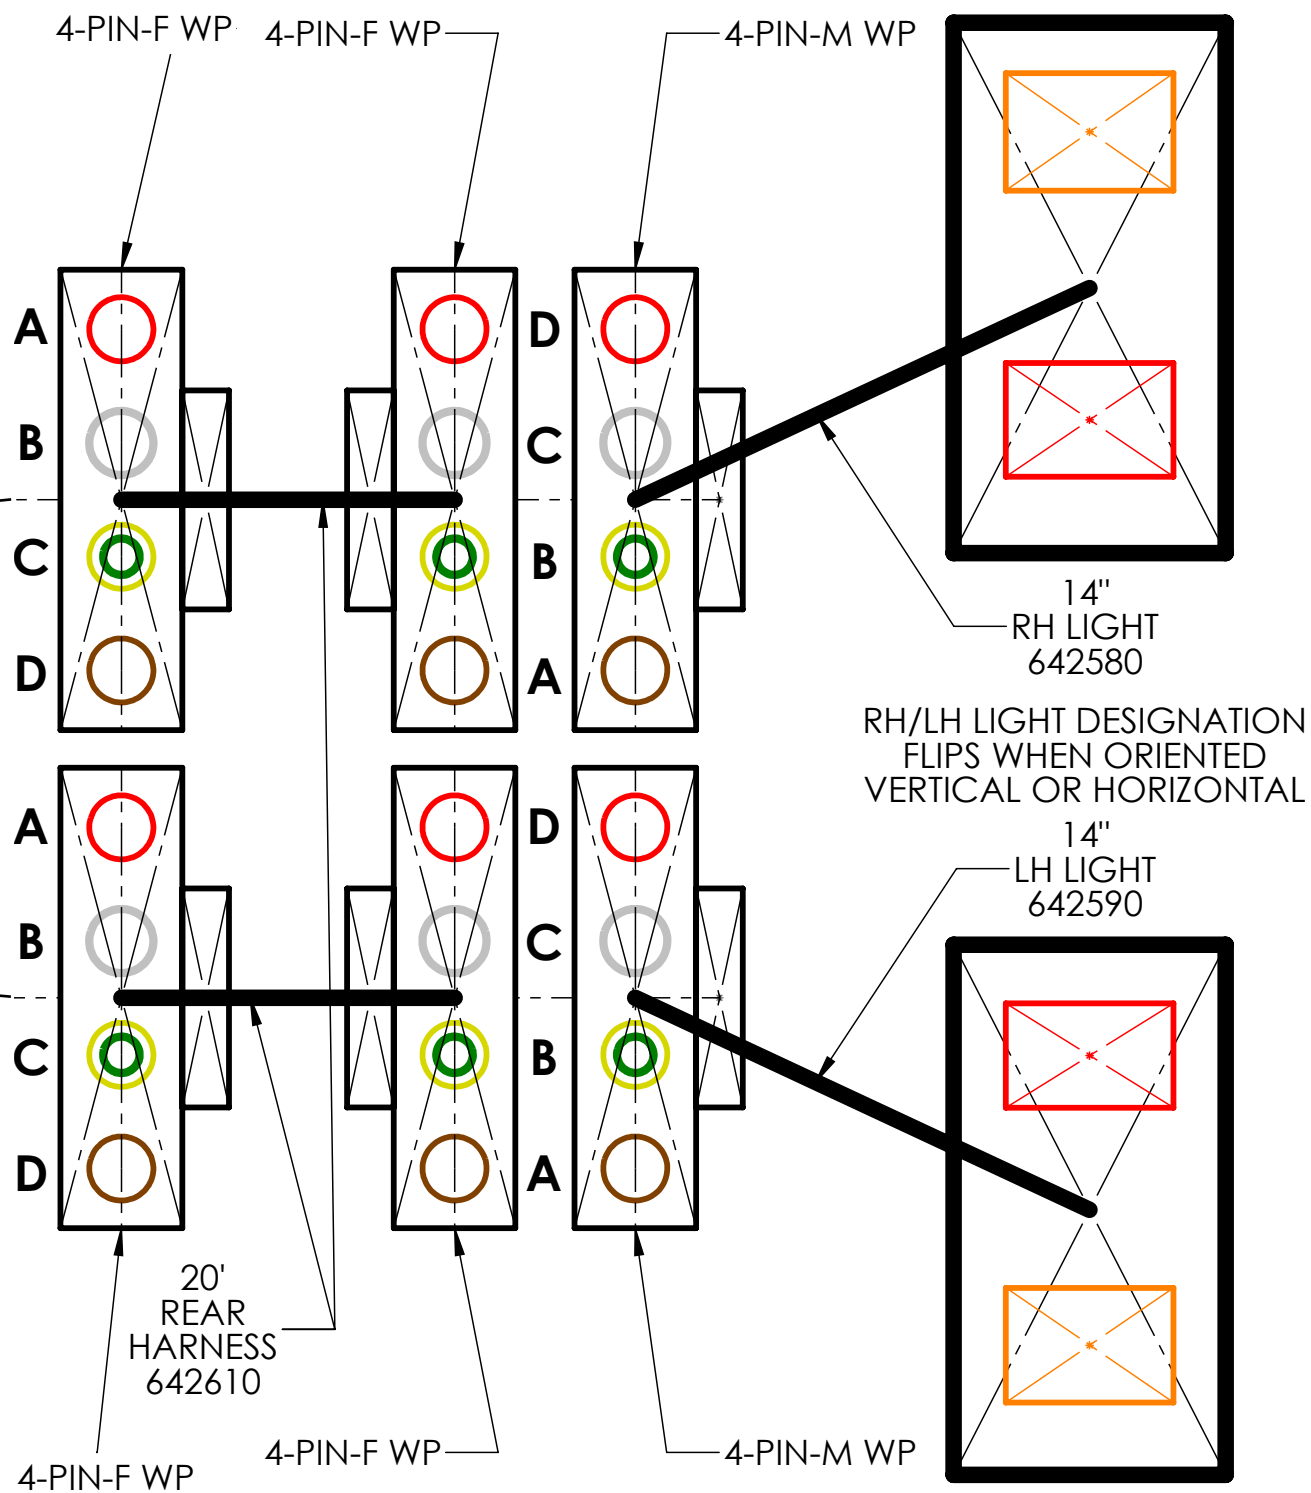 4-PIN-F WP
4-PIN-F WP
4-PIN-M WP
A
B
C
D
D
C
B
A
14"
RH LIGHT
642580
RH/LH LIGHT DESIGNATION
FLIPS WHEN ORIENTED
VERTICAL OR HORIZONTAL
14"
LH LIGHT
642590
A
B
C
D
D
C
B
A
20'
REAR
HARNESS
642610
4-PIN-F WP
4-PIN-F WP
4-PIN-M WP